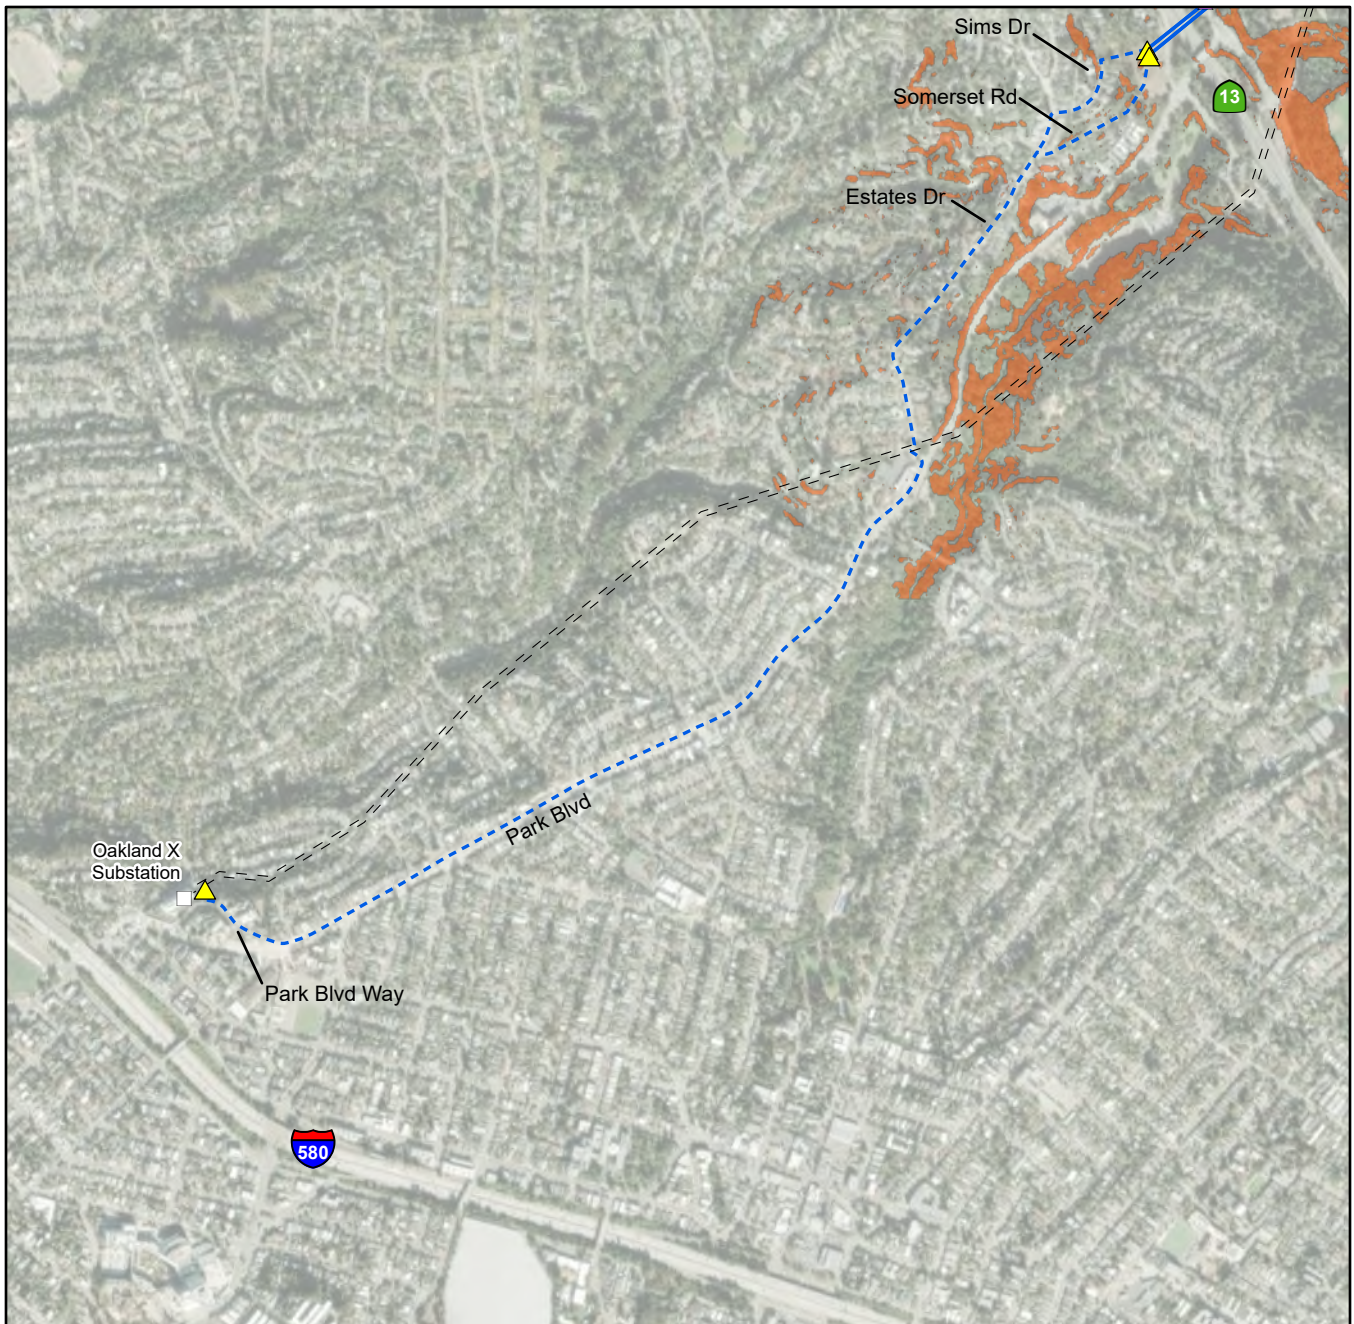 Sims Dr
13
Somerset Rd
Estates Dr
Park Blvd
Oakland X
Substation
Park Blvd Way
580